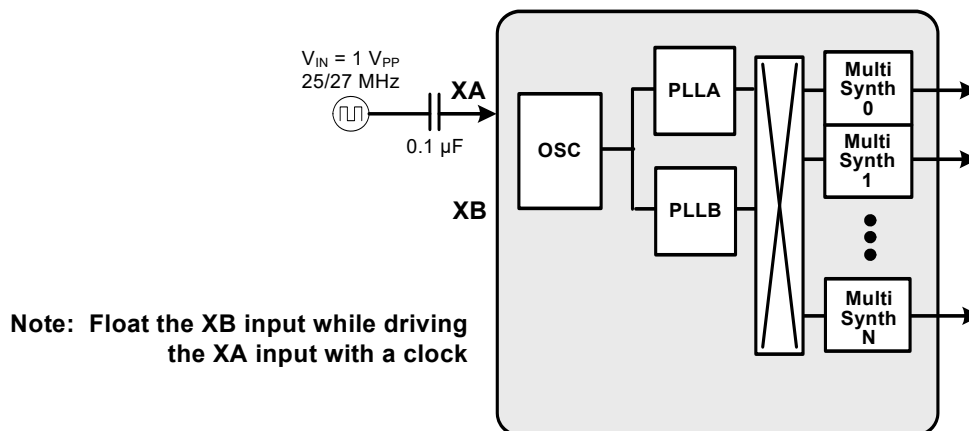 V_IN = 1 V_PP
25/27 MHz
XA
0.1 µF
XB
OSC
PLLA
PLLB
Multi
Synth
0
Multi
Synth
1
Multi
Synth
N
Note: Float the XB input while driving
the XA input with a clock